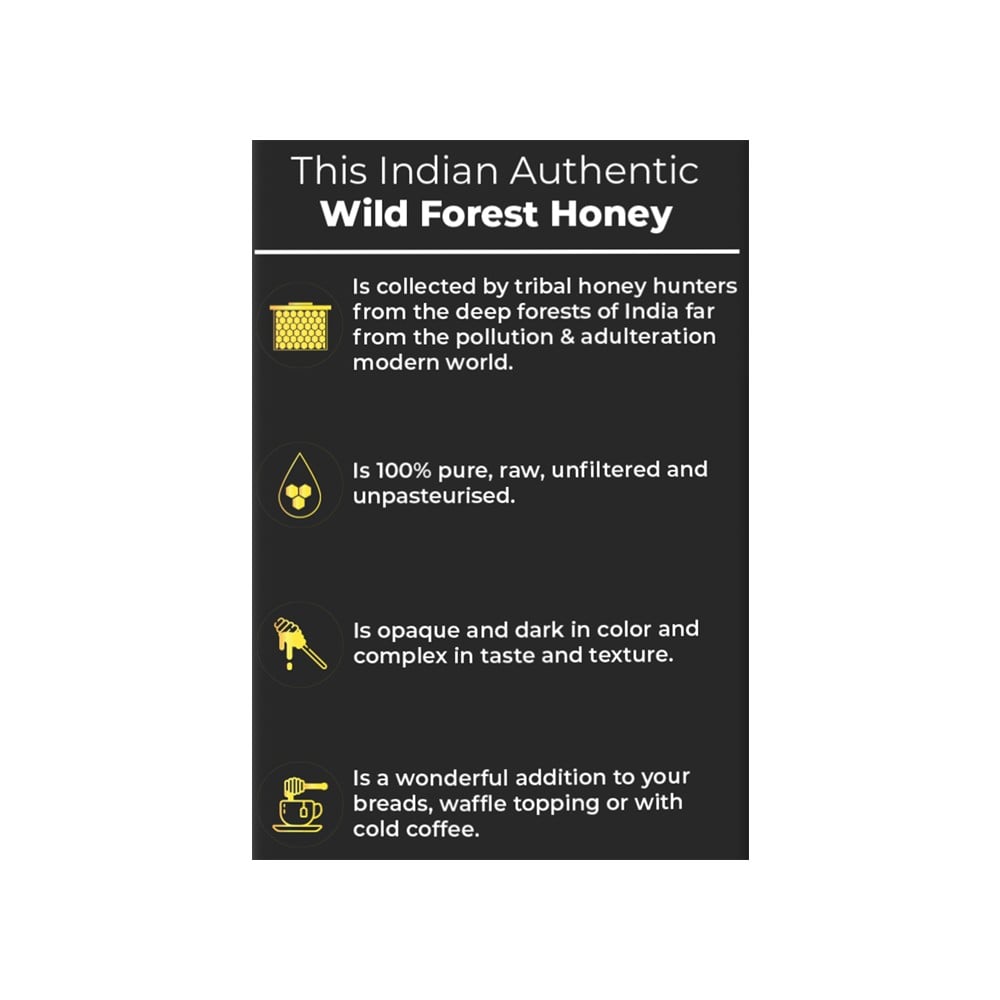 This Indian Authentic
Wild Forest Honey
Is collected by tribal honey hunters
from the deep forests of India far
from the pollution & adulteration
modern world.
Is 100% pure, raw, unfiltered and
unpasteurised.
Is opaque and dark in color and
complex in taste and texture.
Is a wonderful addition to your
breads, waffle topping or with
cold coffee.